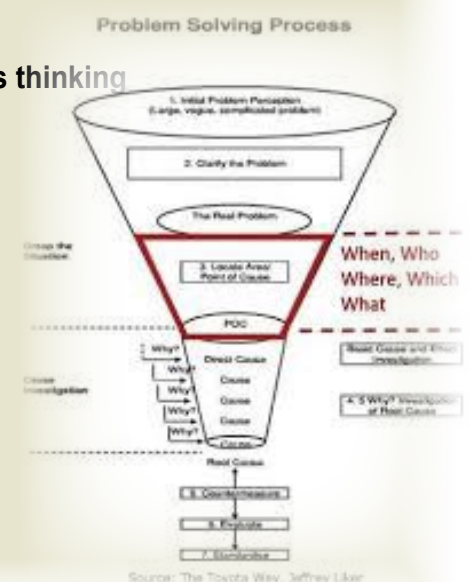 Problem Solving Process
s thinking
1. Initial Problem Perception
(Large, vague, complicated problem)
2. Clarify the Problem
The Real Problem
Grasp the
Situation
3. Locate Area/
Point of Cause
When, Who
Where, Which
What
POC
Why?
Direct Cause
Basic Cause and Effect
Investigation
Why?
Cause
Cause
Investigation
Why?
Cause
4. 5 Why? Investigation
of Root Cause
Why?
Cause
Why?
Cause
Root Cause
5. Countermeasure
6. Evaluate
7. Standardise
Source: The Toyota Way, Jeffrey Liker